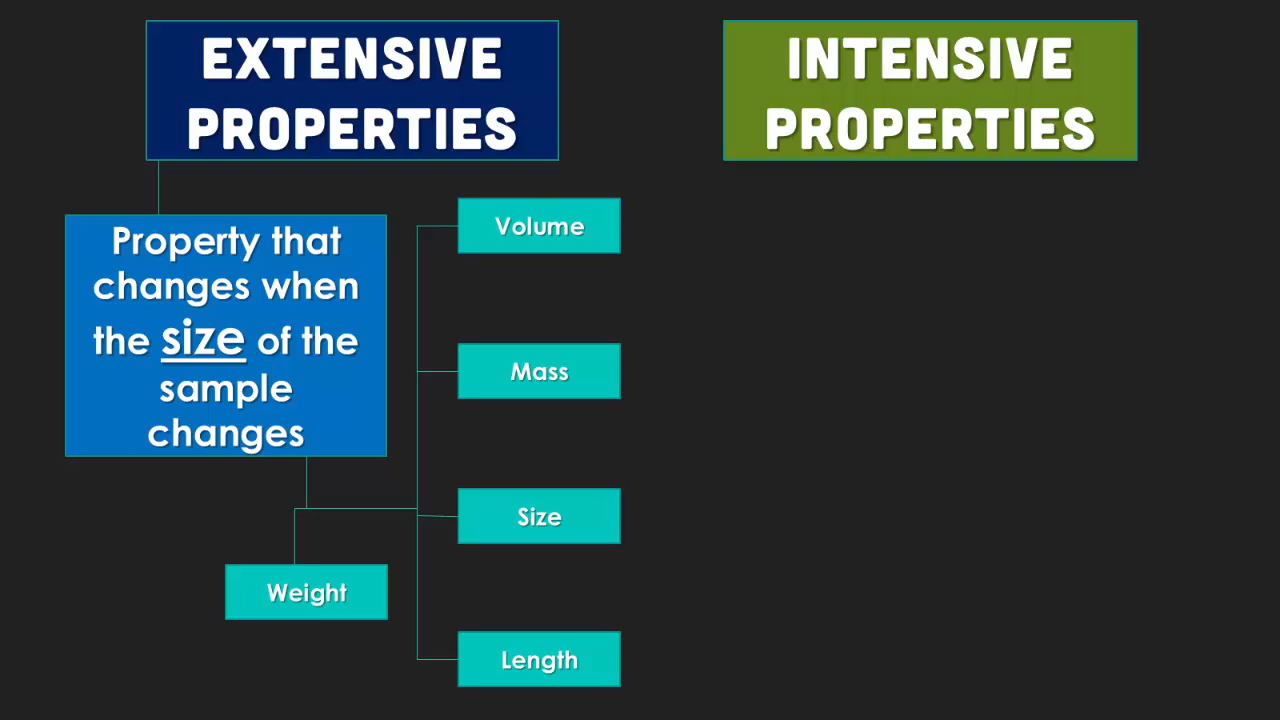 EXTENSIVE
PROPERTIES
INTENSIVE
PROPERTIES
Property that
changes when
the size of the
sample
changes
Volume
Mass
Size
Weight
Length